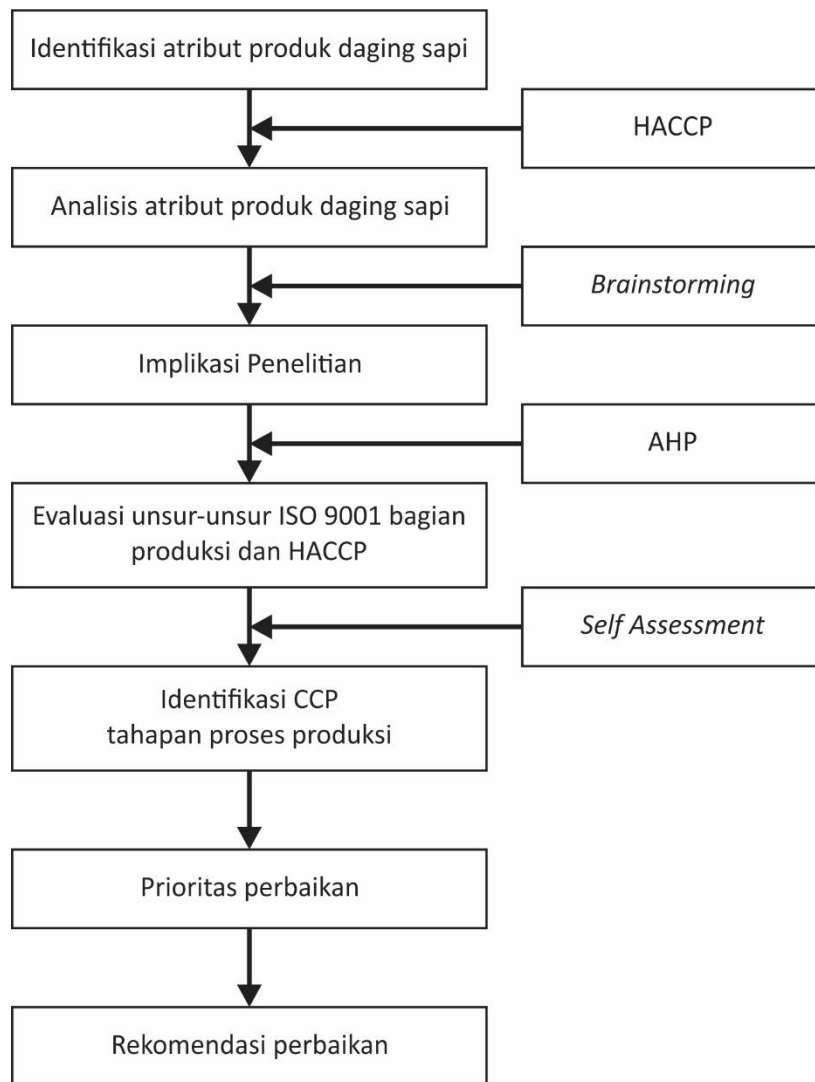 Identifikasi atribut produk daging sapi
HACCP
Analisis atribut produk daging sapi
Brainstorming
Implikasi Penelitian
AHP
Evaluasi unsur-unsur ISO 9001 bagian
produksi dan HACCP
Self Assessment
Identifikasi CCP
tahapan proses produksi
Prioritas perbaikan
Rekomendasi perbaikan